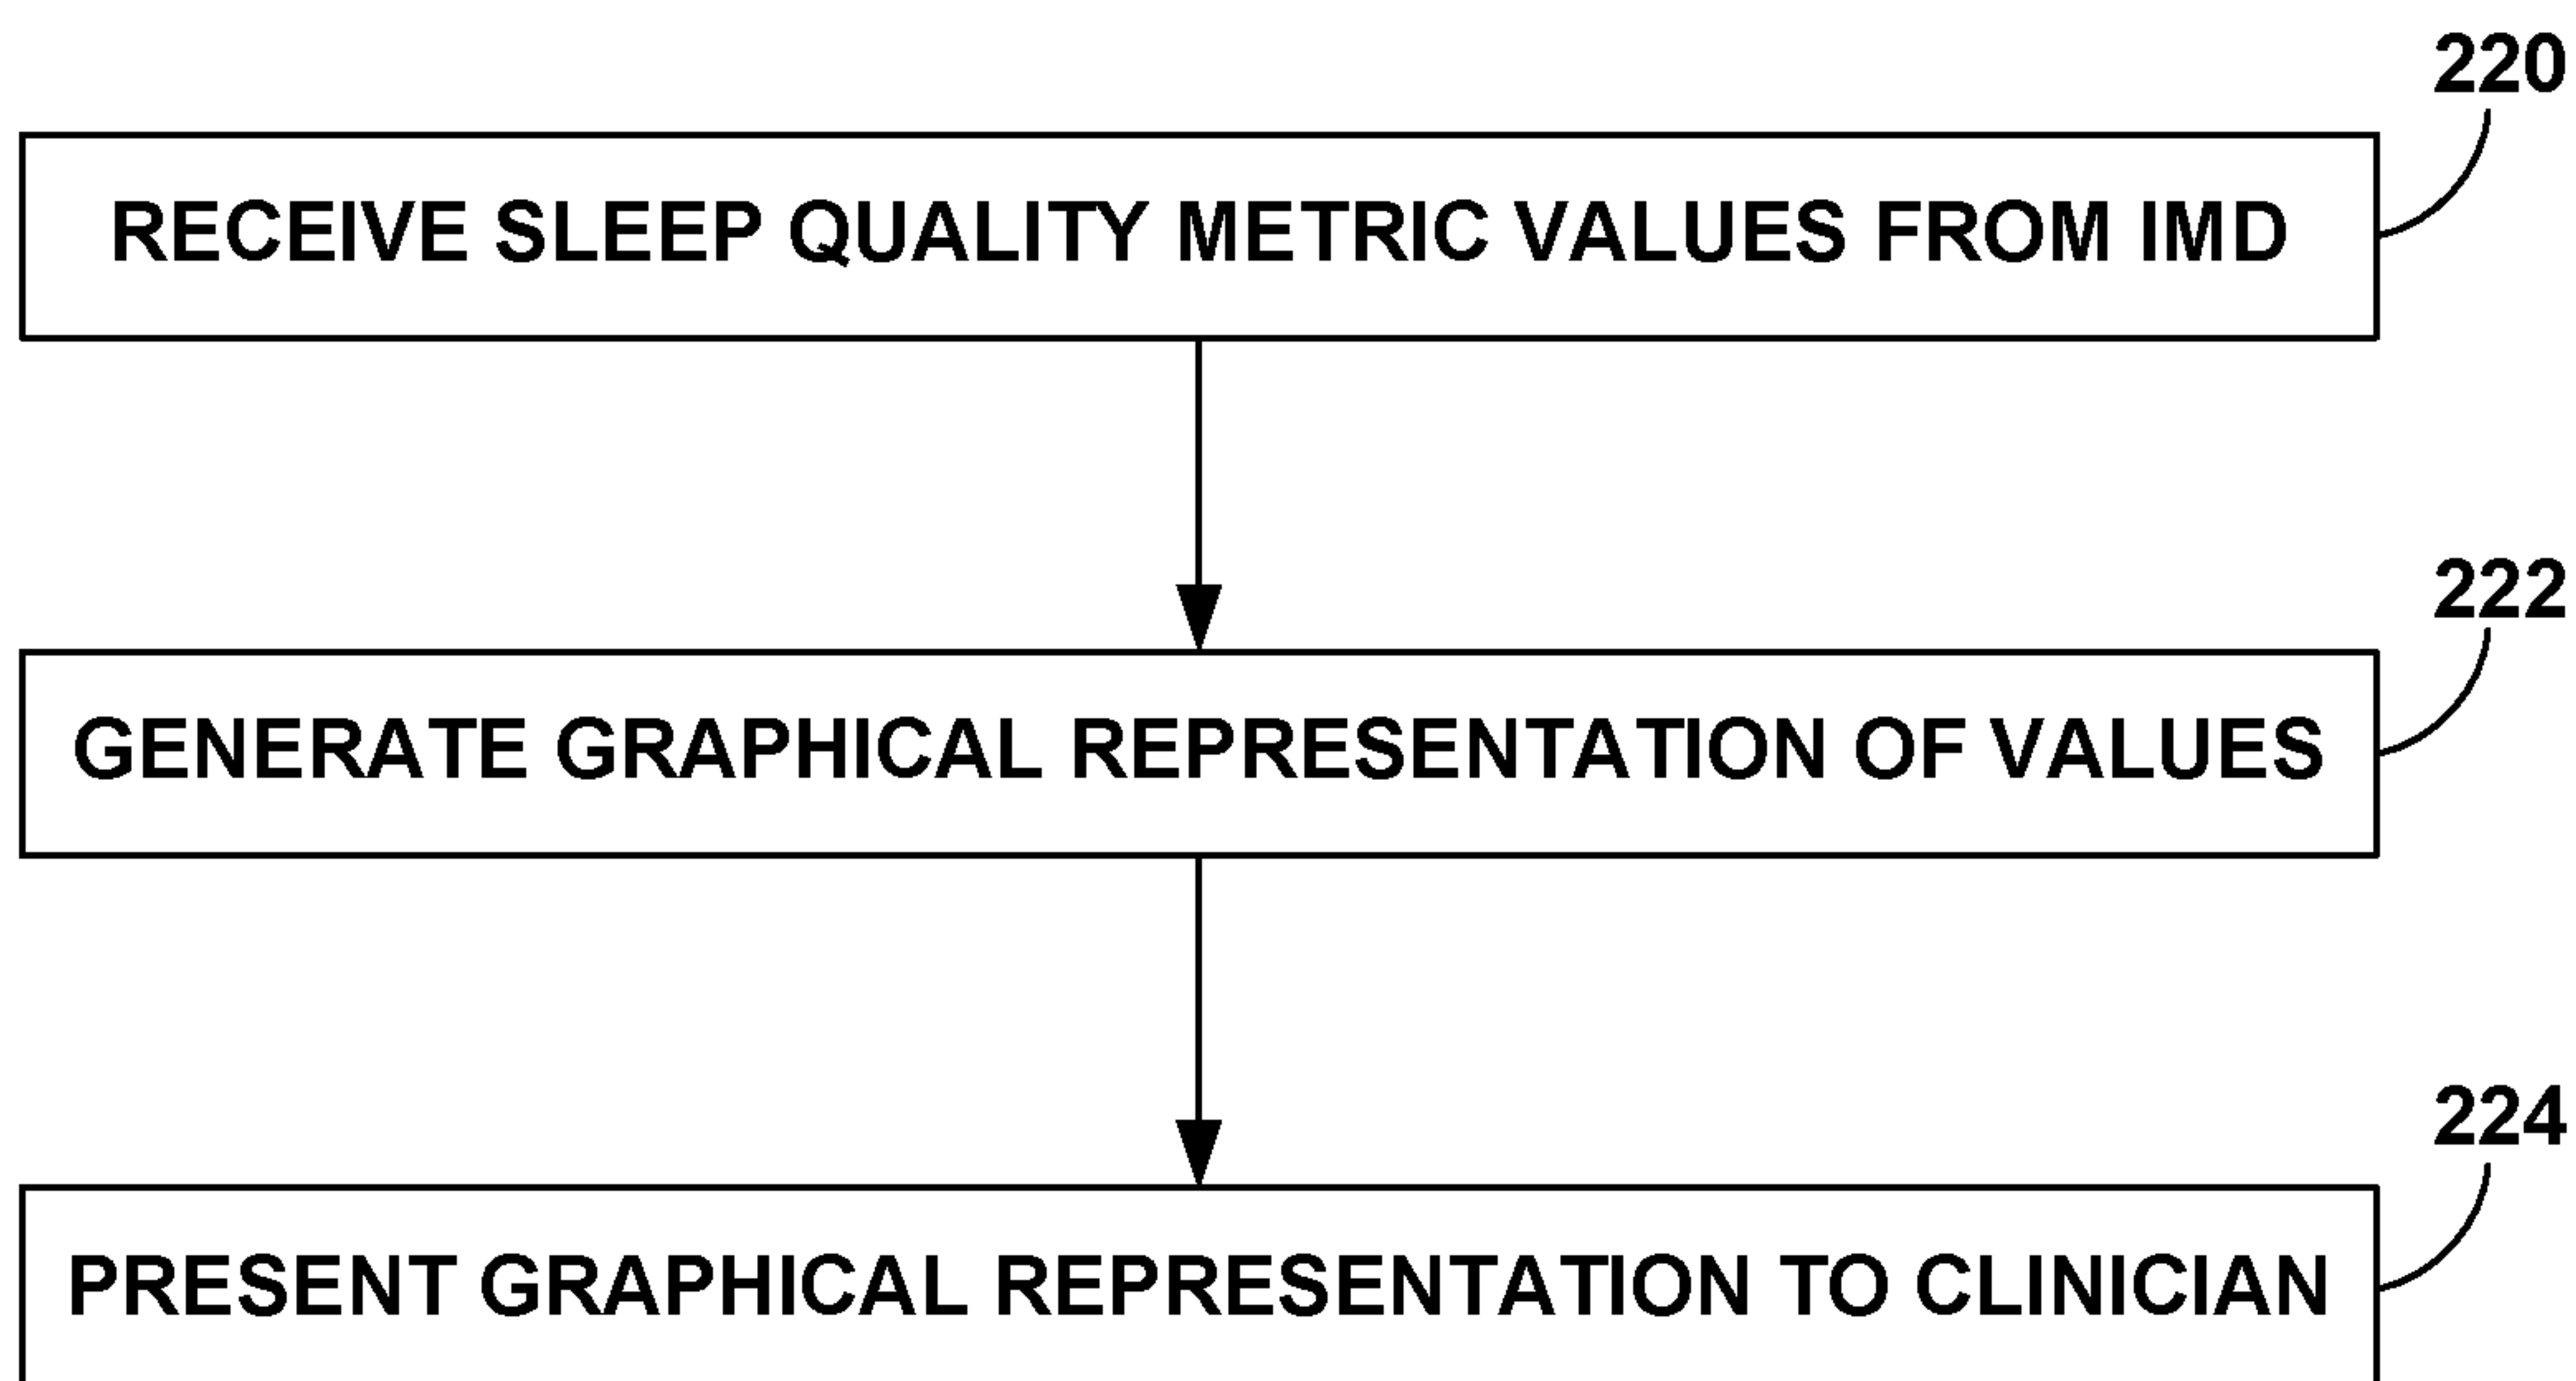 220
RECEIVE SLEEP QUALITY METRIC VALUES FROM IMD
222
GENERATE GRAPHICAL REPRESENTATION OF VALUES
224
PRESENT GRAPHICAL REPRESENTATION TO CLINICIAN